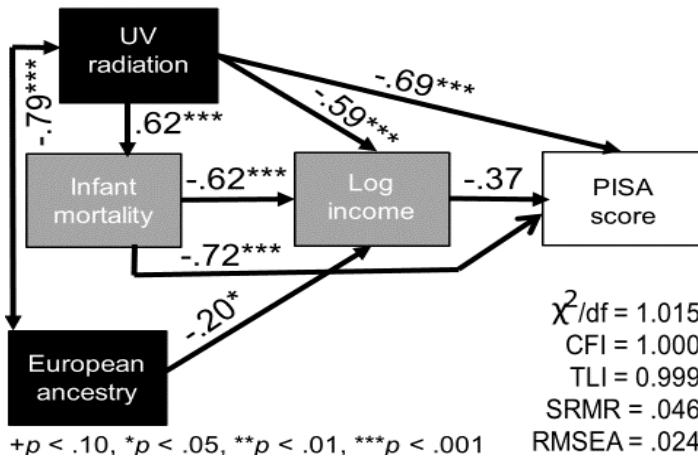 UV
radiation
-.79***
.62***
-.59***
-.69***
Infant
mortality
-.62***
Log
income
-.37
PISA
score
-.72***
-.20*
European
ancestry
χ²/df = 1.015
CFI = 1.000
TLI = 0.999
SRMR = .046
RMSEA = .024
+p < .10, *p < .05, **p < .01, ***p < .001